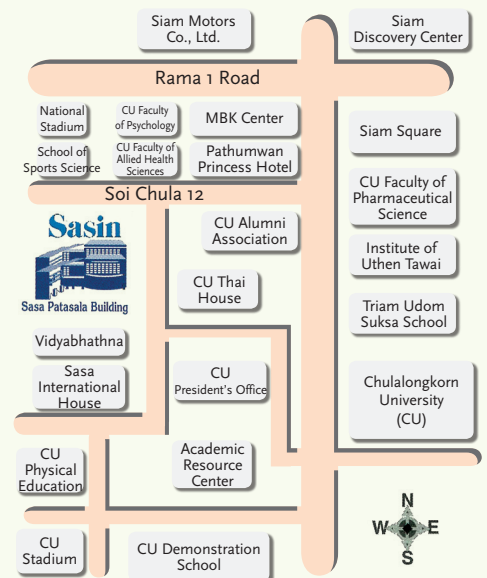 Siam Motors
Co., Ltd.
Siam
Discovery Center
Rama 1 Road
National
Stadium
CU Faculty
of Psychology
MBK Center
Siam Square
School of
Sports Science
CU Faculty of
Allied Health
Sciences
Pathumwan
Princess Hotel
CU Faculty of
Pharmaceutical
Science
Soi Chula 12
Sasin
Sasa Patasala Building
CU Alumni
Association
Institute of
Uthen Tawai
CU Thai
House
Triam Udom
Suksa School
Vidyabhathna
Sasa
International
House
CU
President's Office
Chulalongkorn
University
(CU)
CU
Physical
Education
Academic
Resource
Center
N
W E
S
CU
Stadium
CU Demonstration
School